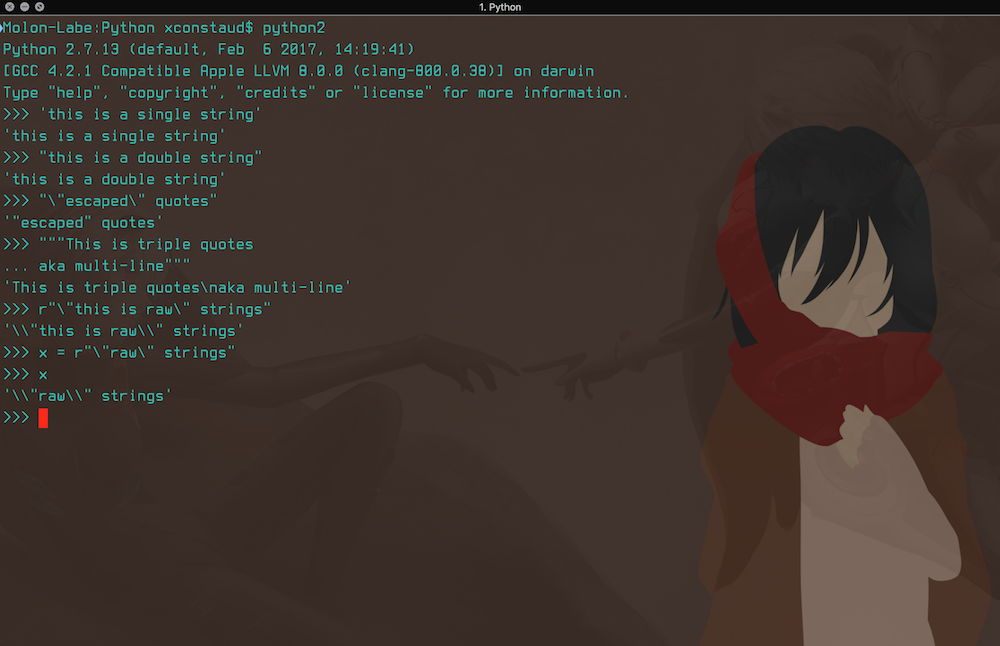 1. Python
Molon-Labe:Python xconstaud$ python2
Python 2.7.13 (default, Feb  6 2017, 14:19:41)
[GCC 4.2.1 Compatible Apple LLVM 8.0.0 (clang-800.0.38)] on darwin
Type "help", "copyright", "credits" or "license" for more information.
>>> 'this is a single string'
'this is a single string'
>>> "this is a double string"
'this is a double string'
>>> "\"escaped\" quotes"
'"escaped" quotes'
>>> """This is triple quotes
... aka multi-line"""
'This is triple quotes\naka multi-line'
>>> r"\"this is raw\" strings"
'\\"this is raw\\" strings'
>>> x = r"\"raw\" strings"
>>> x
'\\"raw\\" strings'
>>>